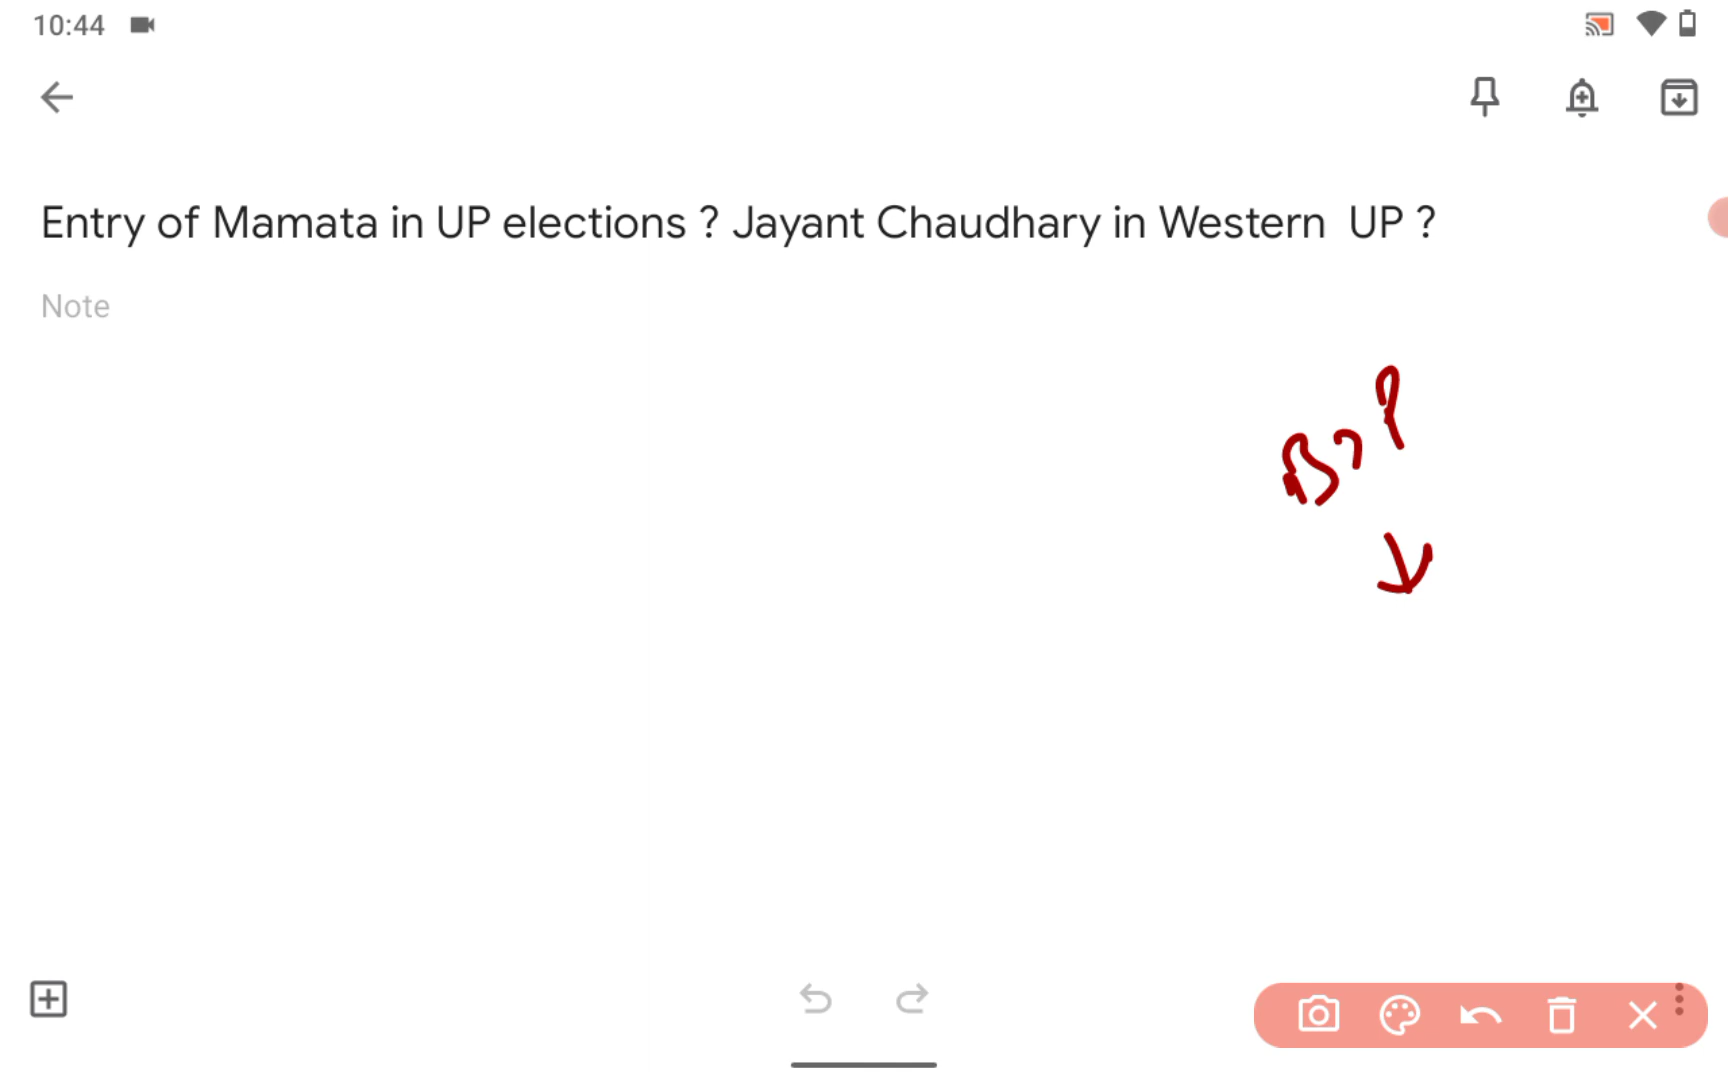 10:44
Entry of Mamata in UP elections ? Jayant Chaudhary in Western UP ?
Note